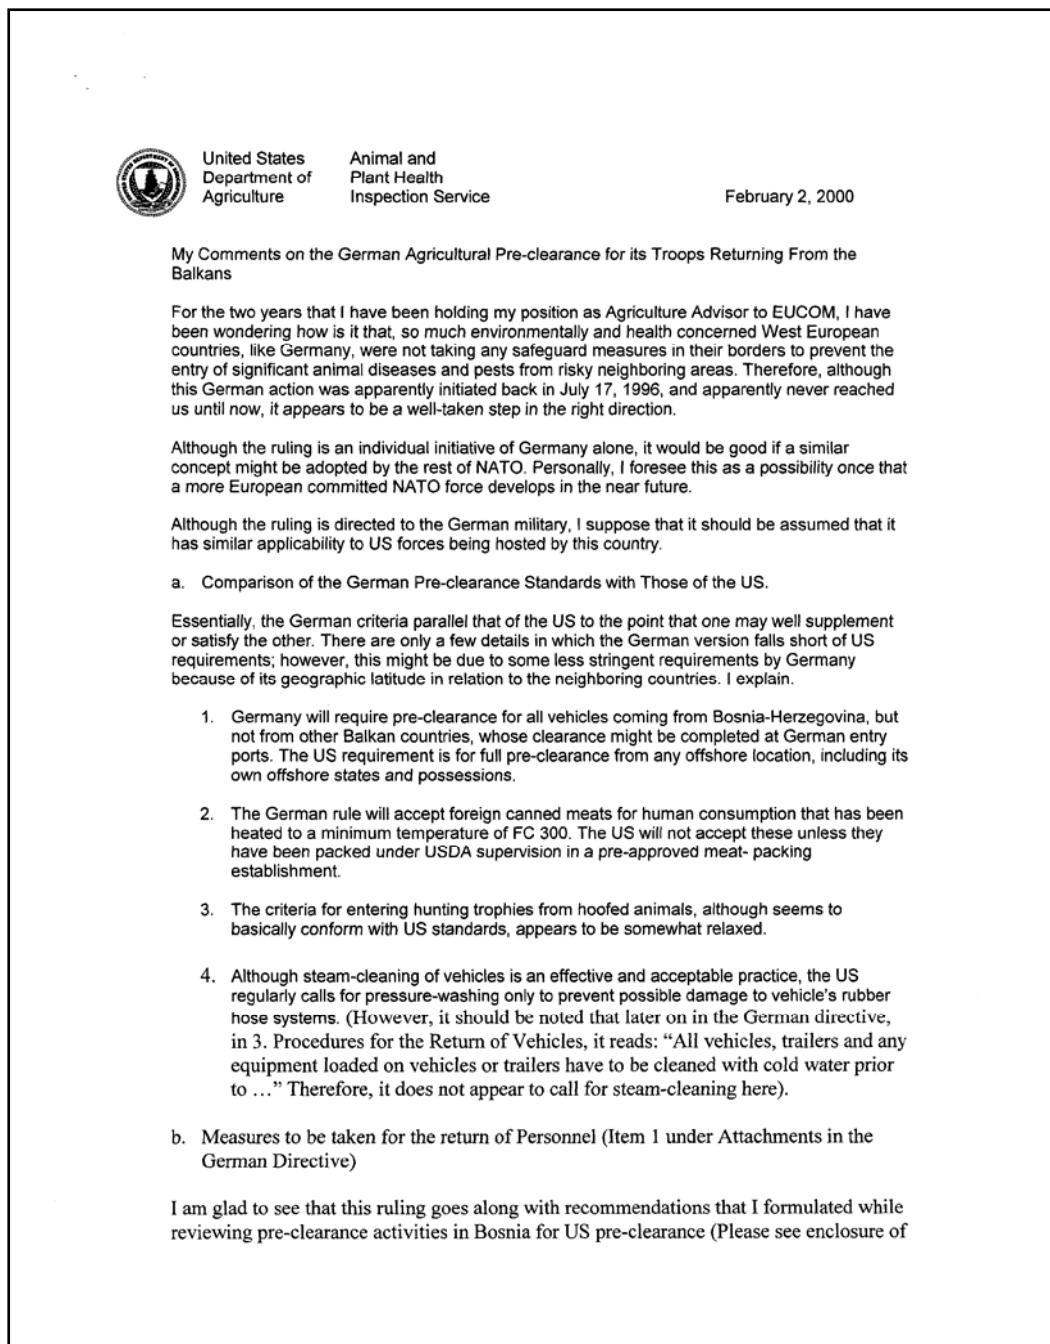 United States Animal and
Department of Plant Health
Agriculture Inspection Service February 2, 2000
My Comments on the German Agricultural Pre-clearance for its Troops Returning From the
Balkans
For the two years that I have been holding my position as Agriculture Advisor to EUCOM, I have
been wondering how is it that, so much environmentally and health concerned West European
countries, like Germany, were not taking any safeguard measures in their borders to prevent the
entry of significant animal diseases and pests from risky neighboring areas. Therefore, although
this German action was apparently initiated back in July 17, 1996, and apparently never reached
us until now, it appears to be a well-taken step in the right direction.
Although the ruling is an individual initiative of Germany alone, it would be good if a similar
concept might be adopted by the rest of NATO. Personally, I foresee this as a possibility once that
a more European committed NATO force develops in the near future.
Although the ruling is directed to the German military, I suppose that it should be assumed that it
has similar applicability to US forces being hosted by this country.
a. Comparison of the German Pre-clearance Standards with Those of the US.
Essentially, the German criteria parallel that of the US to the point that one may well supplement
or satisfy the other. There are only a few details in which the German version falls short of US
requirements; however, this might be due to some less stringent requirements by Germany
because of its geographic latitude in relation to the neighboring countries. I explain.
1. Germany will require pre-clearance for all vehicles coming from Bosnia-Herzegovina, but
not from other Balkan countries, whose clearance might be completed at German entry
ports. The US requirement is for full pre-clearance from any offshore location, including its
own offshore states and possessions.
2. The German rule will accept foreign canned meats for human consumption that has been
heated to a minimum temperature of FC 300. The US will not accept these unless they
have been packed under USDA supervision in a pre-approved meat- packing
establishment.
3. The criteria for entering hunting trophies from hoofed animals, although seems to
basically conform with US standards, appears to be somewhat relaxed.
4. Although steam-cleaning of vehicles is an effective and acceptable practice, the US
regularly calls for pressure-washing only to prevent possible damage to vehicle's rubber
hose systems. (However, it should be noted that later on in the German directive,
in 3. Procedures for the Return of Vehicles, it reads: “All vehicles, trailers and any
equipment loaded on vehicles or trailers have to be cleaned with cold water prior
to …” Therefore, it does not appear to call for steam-cleaning here).
b. Measures to be taken for the return of Personnel (Item 1 under Attachments in the
German Directive)
I am glad to see that this ruling goes along with recommendations that I formulated while
reviewing pre-clearance activities in Bosnia for US pre-clearance (Please see enclosure of